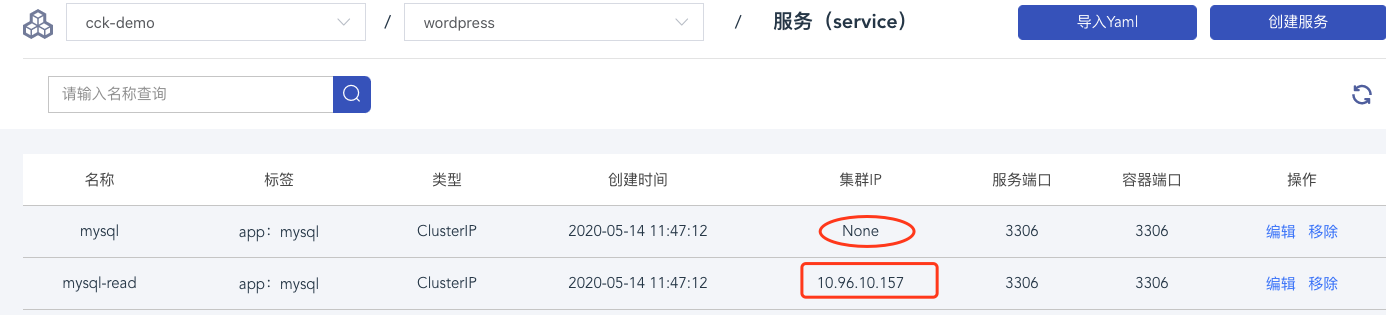 cck-demo / wordpress / 服务（service） 导入Yaml 创建服务
请输入名称查询
名称 标签 类型 创建时间 集群IP 服务端口 容器端口 操作
mysql app：mysql ClusterIP 2020-05-14 11:47:12 None 3306 3306 编辑 移除
mysql-read app：mysql ClusterIP 2020-05-14 11:47:12 10.96.10.157 3306 3306 编辑 移除